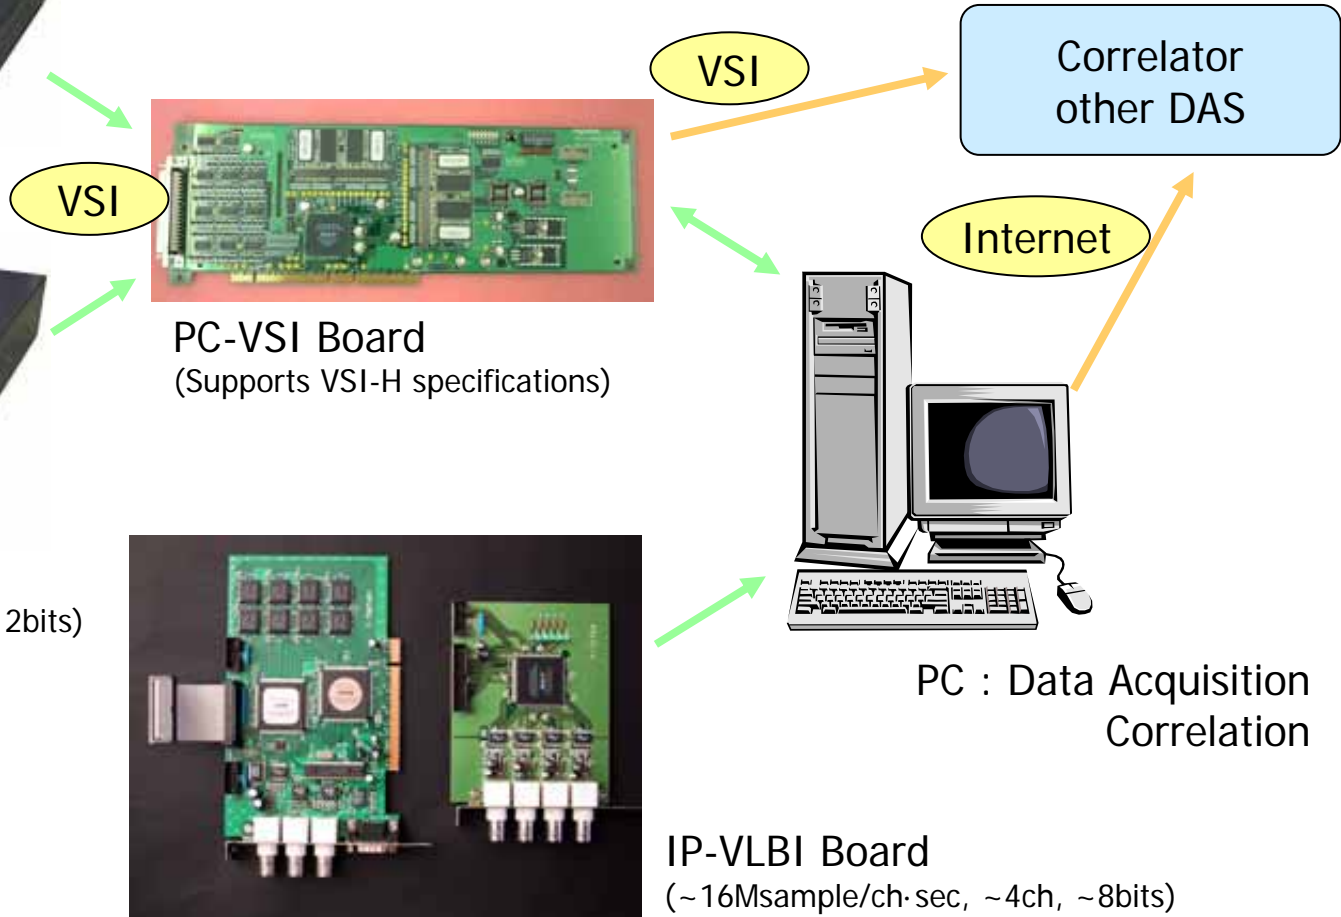 VSI
Correlator
other DAS
VSI
Internet
PC-VSI Board
(Supports VSI-H specifications)
2bits)
PC : Data Acquisition
Correlation
IP-VLBI Board
(~16Msample/ch·sec, ~4ch, ~8bits)